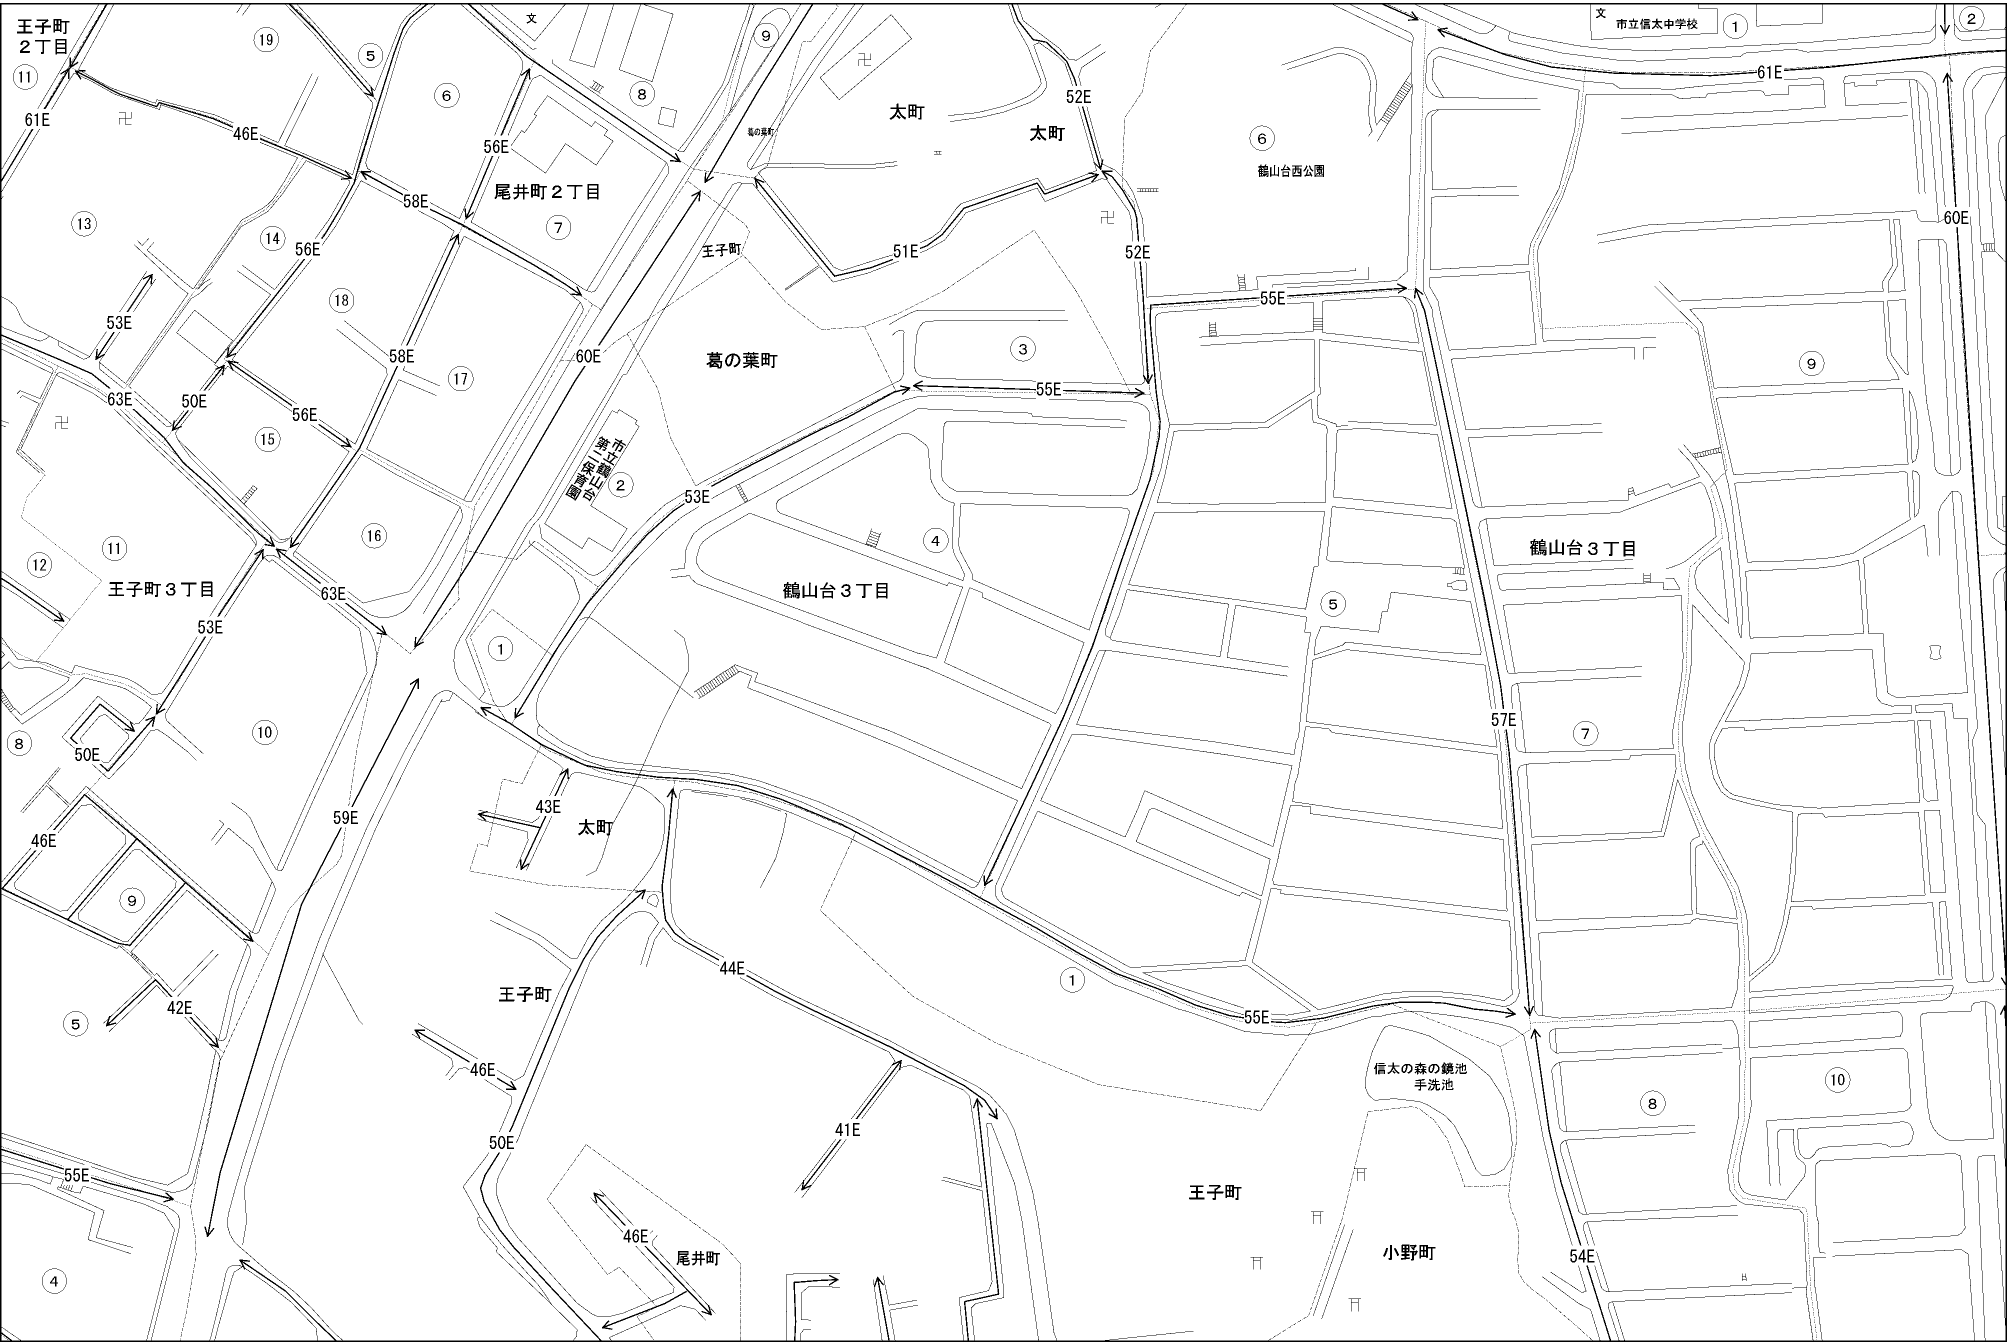 王子町
２丁目
⑲
⑤
文
⑨
文
市立信太中学校
①
②
⑪
⑥
⑧
卍
61E
52E
太町
太町
61E
卍
46E
56E
葛の葉町
⑥
鶴山台西公園
尾井町２丁目
58E
⑦
卍
60E
⑬
⑭
56E
王子町
51E
52E
⑱
55E
53E
58E
60E
葛の葉町
③
⑨
⑰
55E
63E
50E
56E
卍
⑮
市立鶴山台
第二保育園
②
53E
⑯
④
鶴山台３丁目
⑪
⑫
王子町３丁目
63E
鶴山台３丁目
⑤
53E
①
57E
⑦
⑩
⑧
50E
59E
43E
太町
46E
⑨
44E
王子町
①
42E
⑤
55E
46E
信太の森の鏡池
手洗池
⑩
⑧
41E
50E
55E
王子町
46E
尾井町
小野町
54E
④